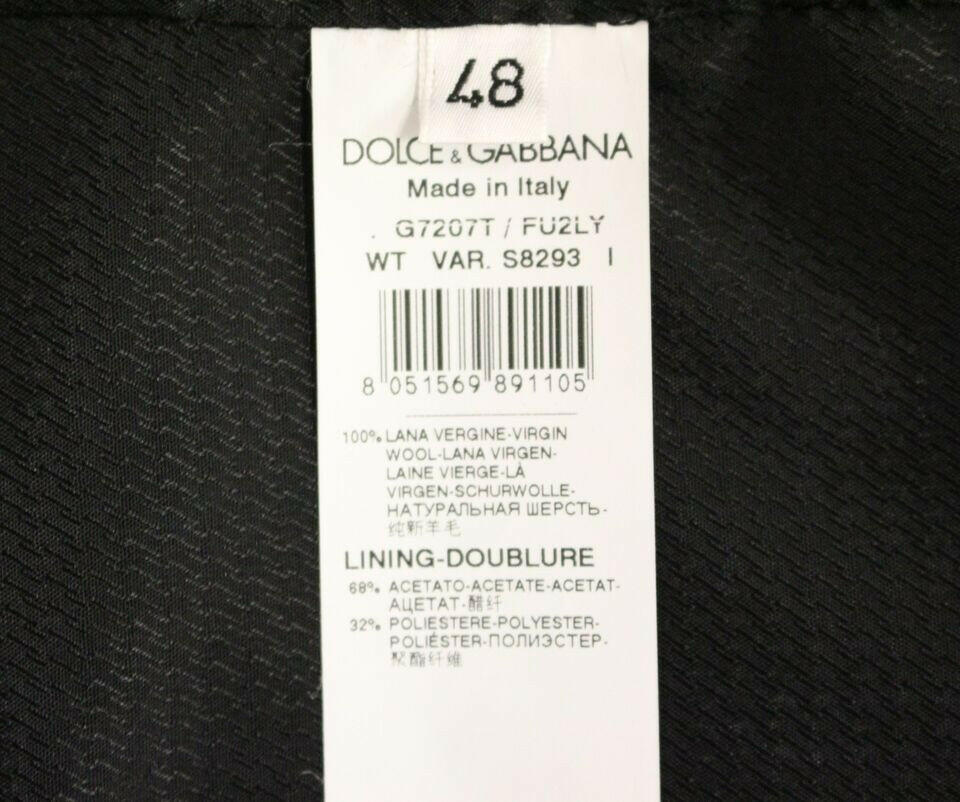 48
DOLCE & GABBANA
Made in Italy
. G7207T / FU2LY
WT VAR. S8293 I
8 051569 891105
100% LANA VERGINE-VIRGIN
WOOL-LANA VIRGEN-
LAINE VIERGE-LÀ
VIRGEN-SCHURWOLLE-
НАТУРАЛЬНАЯ ШЕРСТЬ-
纯新羊毛
LINING-DOUBLURE
68% ACETATO-ACETATE-ACETAT-
АЦЕТАТ-醋纤
32% POLIESTERE-POLYESTER-
POLIÉSTER-ПОЛИЭСТЕР-
聚酯纤维